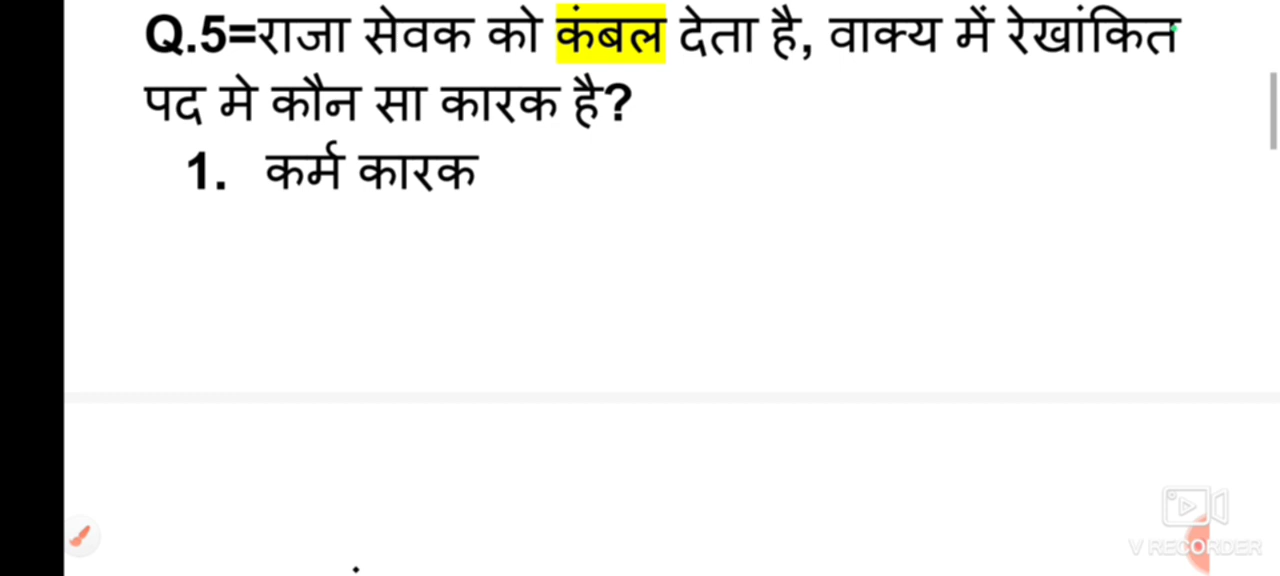 Q.5=राजा सेवक को कंबल देता है, वाक्य में रेखांकित
पद मे कौन सा कारक है?
1. कर्म कारक
V RECORDER